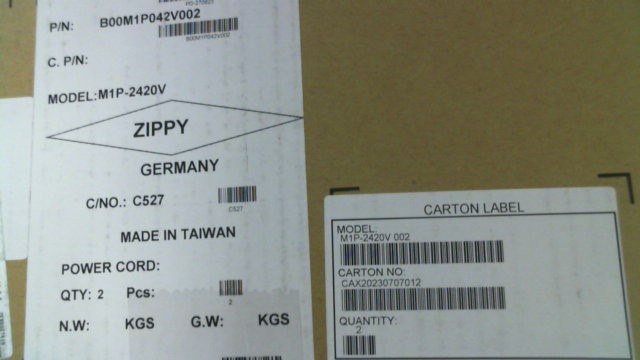 P/N: B00M1P042V002
B00M1P042V002
C. P/N:
MODEL:M1P-2420V
ZIPPY
GERMANY
C/NO.: C527
C527
MADE IN TAIWAN
POWER CORD:
QTY: 2 Pcs:
2
N.W: KGS G.W: KGS
CARTON LABEL
MODEL:
M1P-2420V 002
CARTON NO:
CAX20230707012
QUANTITY:
2